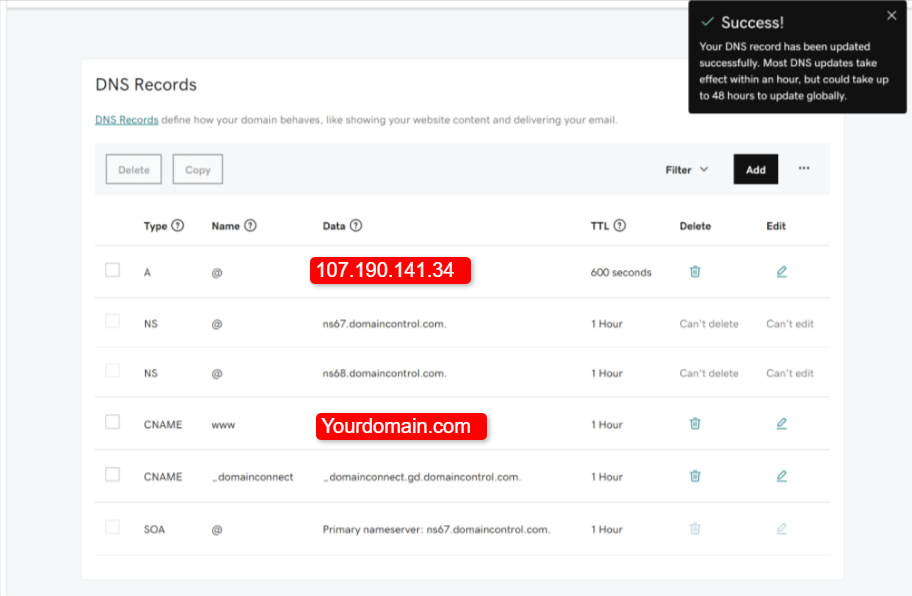 Success!
Your DNS record has been updated
successfully. Most DNS updates take
effect within an hour, but could take up
to 48 hours to update globally.
DNS Records
DNS Records define how your domain behaves, like showing your website content and delivering your email.
Delete Copy Filter Add ...
Type ? Name ? Data ? TTL ? Delete Edit
A @ 107.190.141.34 600 seconds
NS @ ns67.domaincontrol.com. 1 Hour Can't delete Can't edit
NS @ ns68.domaincontrol.com. 1 Hour Can't delete Can't edit
CNAME www Yourdomain.com 1 Hour
CNAME _domainconnect _domainconnect.gd.domaincontrol.com. 1 Hour
SOA @ Primary nameserver: ns67.domaincontrol.com. 1 Hour